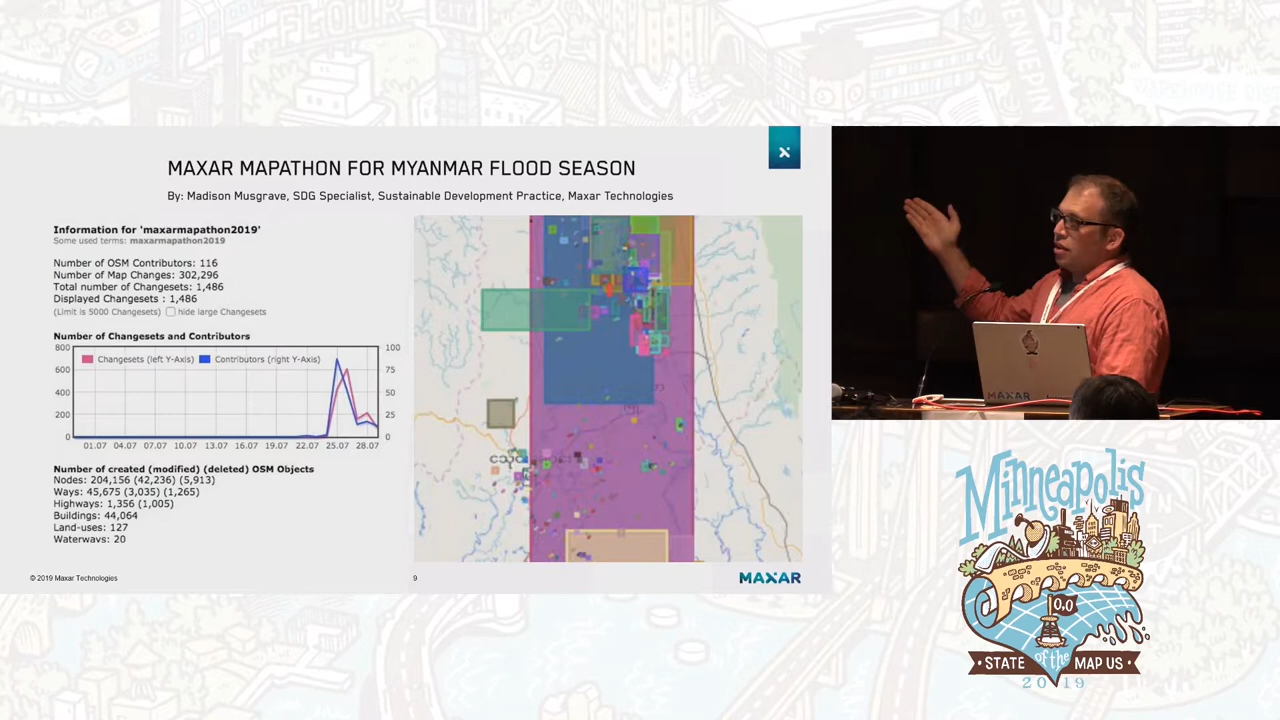 MAXAR MAPATHON FOR MYANMAR FLOOD SEASON
By: Madison Musgrave, SDG Specialist, Sustainable Development Practice, Maxar Technologies
Information for 'maxarmapathon2019'
Some used terms: maxarmapathon2019
Number of OSM Contributors: 116
Number of Map Changes: 302,296
Total number of Changesets: 1,486
Displayed Changesets : 1,486
(Limit is 5000 Changesets) hide large Changesets
Number of Changesets and Contributors
Changesets (left Y-Axis) Contributors (right Y-Axis)
800 100
600 75
400 50
200 25
0 0
01.07 04.07 07.07 10.07 13.07 16.07 19.07 22.07 25.07 28.07
Number of created (modified) (deleted) OSM Objects
Nodes: 204,156 (42,236) (5,913)
Ways: 45,675 (3,035) (1,265)
Highways: 1,356 (1,005)
Buildings: 44,064
Land-uses: 127
Waterways: 20
© 2019 Maxar Technologies
9
MAXAR
MAXAR
Minneapolis
0,0
STATE of the MAP US
2019
FLOUR
CITY
HENNEPIN